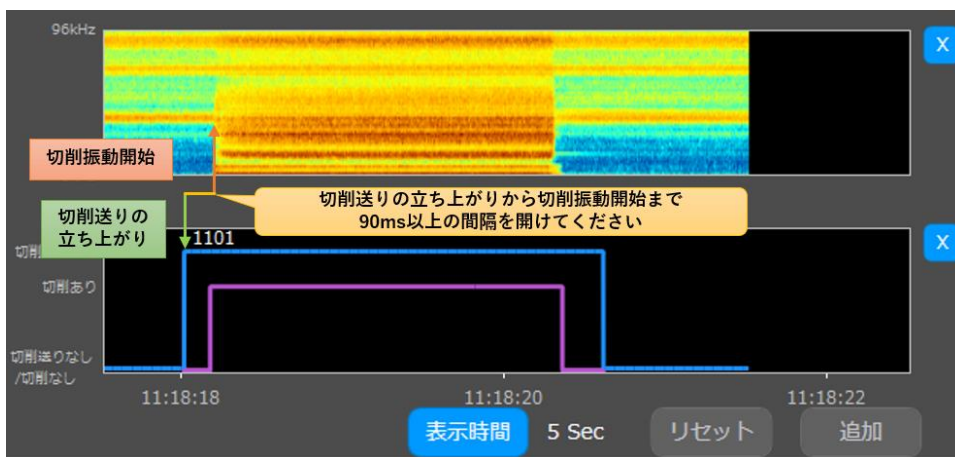 96kHz
X
切削振動開始
切削送りの立ち上がりから切削振動開始まで
90ms以上の間隔を開けてください
切削送りの
立ち上がり
1101
切削
X
切削あり
切削送りなし
/切削なし
11:18:18
11:18:20
11:18:22
表示時間
5 Sec
リセット
追加